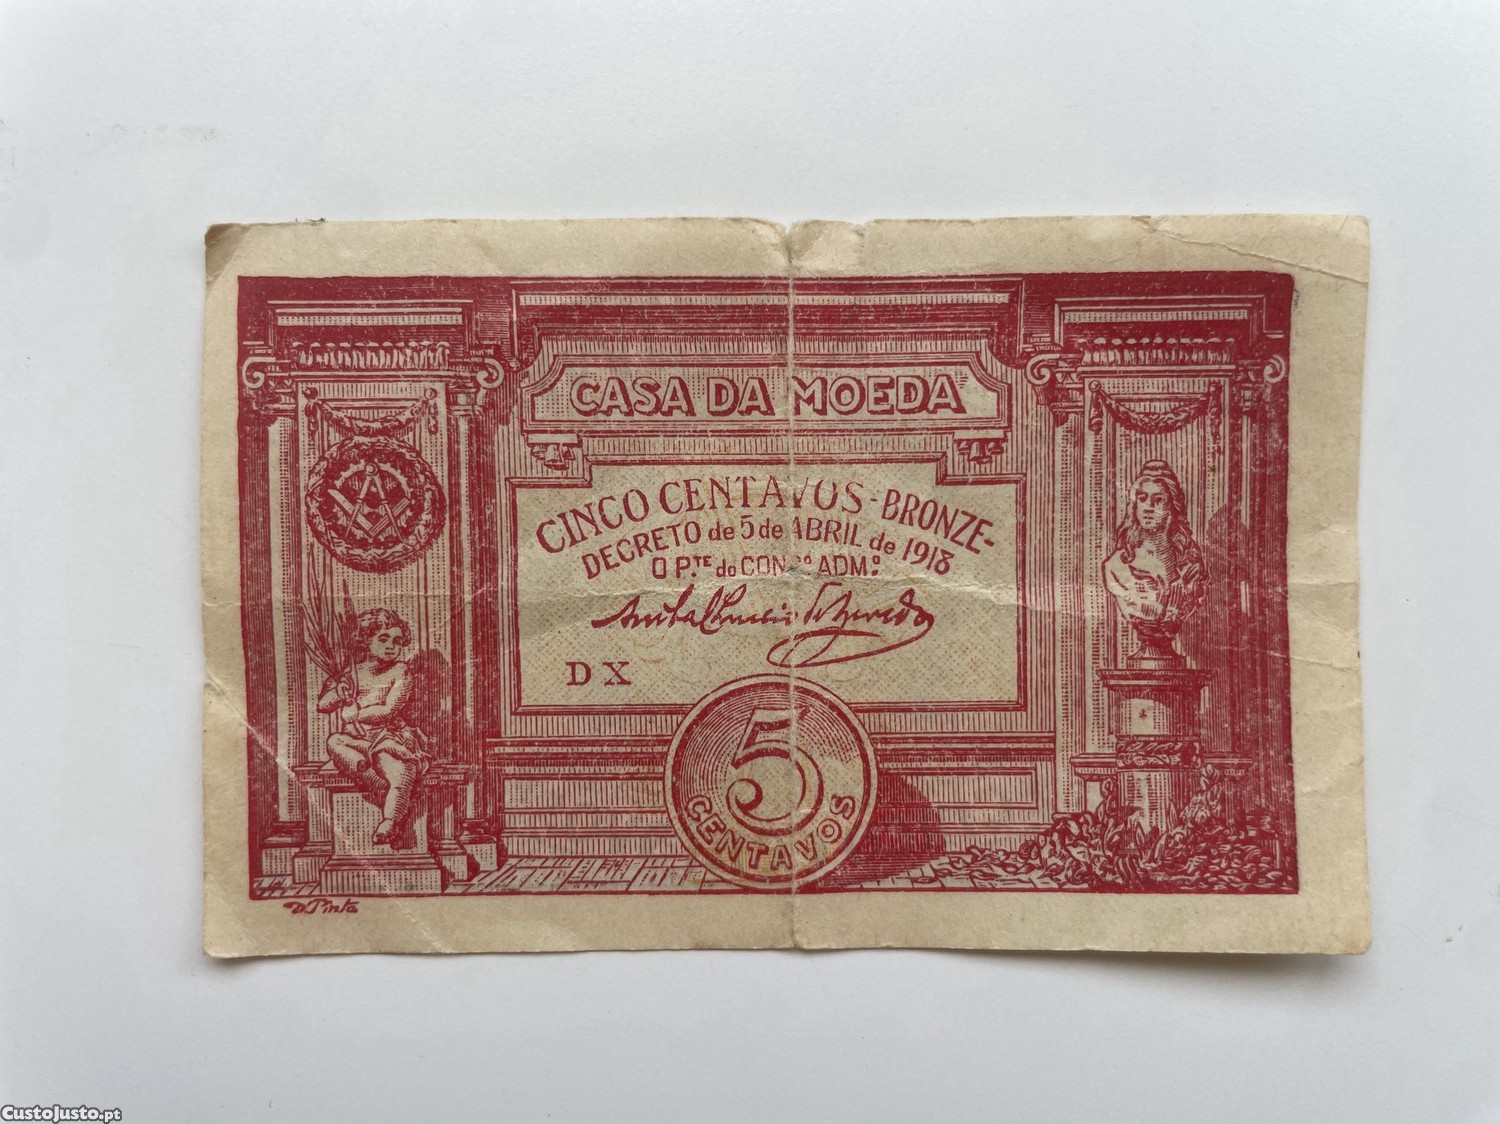 CASA DA MOEDA
CINCO CENTAVOS-BRONZE-
DECRETO de 5 de ABRIL de 1918
O P.TE do CON.º ADM.º
D X
5
CENTAVOS
D. Pinta
CustoJusto.pt